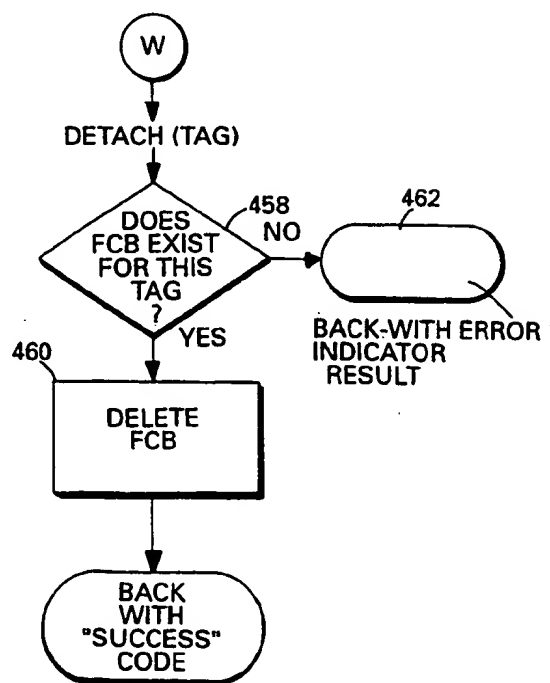 W
DETACH (TAG)
458
DOES
FCB EXIST
FOR THIS
TAG
?
NO
462
BACK-WITH ERROR
INDICATOR
RESULT
YES
460
DELETE
FCB
BACK
WITH
"SUCCESS"
CODE